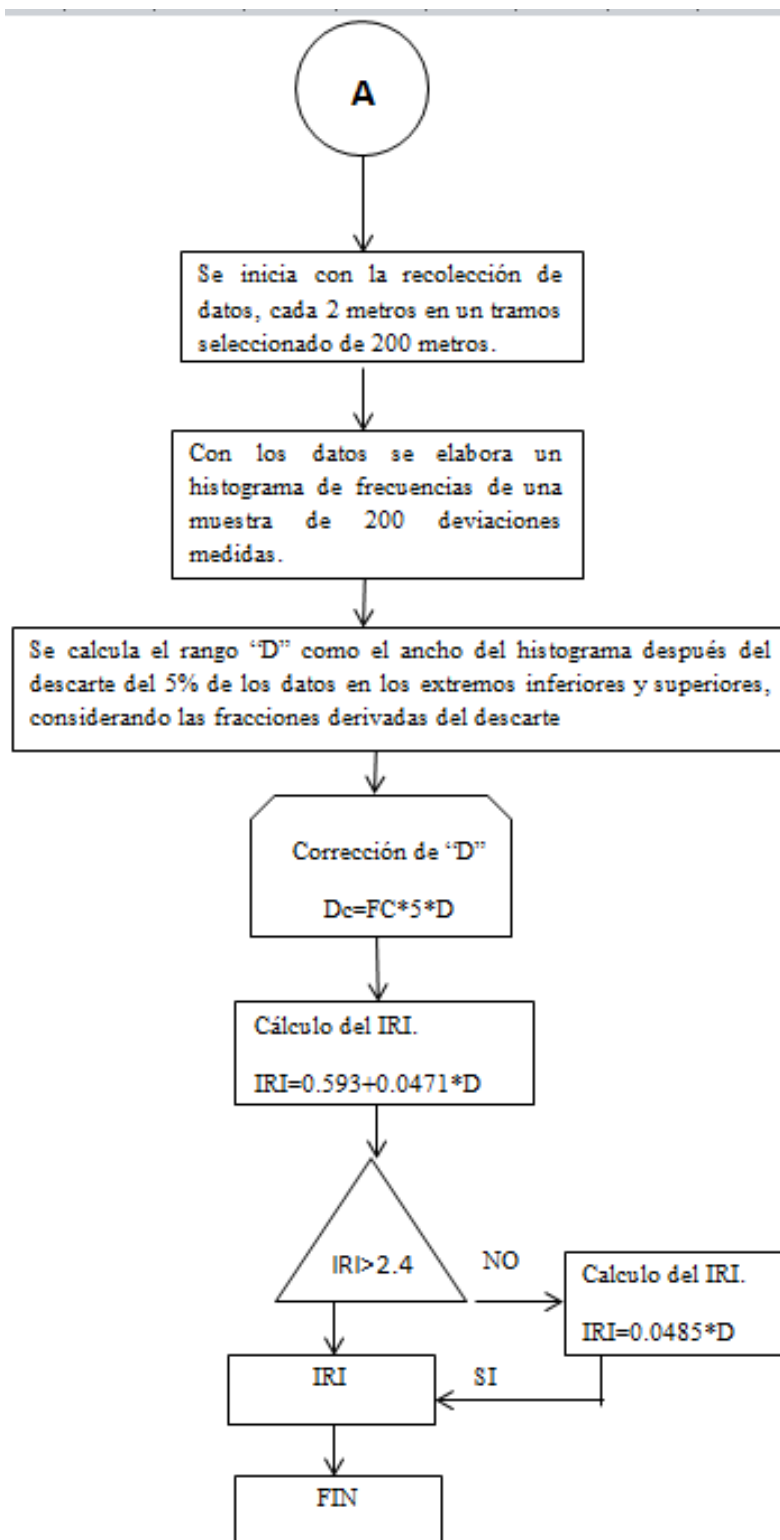 A
Se inicia con la recolección de
datos, cada 2 metros en un tramos
seleccionado de 200 metros.
Con los datos se elabora un
histograma de frecuencias de una
muestra de 200 deviaciones
medidas.
Se calcula el rango “D” como el ancho del histograma después del
descarte del 5% de los datos en los extremos inferiores y superiores,
considerando las fracciones derivadas del descarte
Corrección de “D”
Dc=FC*5*D
Cálculo del IRI.
IRI=0.593+0.0471*D
IRI>2.4
NO
Calculo del IRI.
IRI=0.0485*D
IRI
SI
FIN